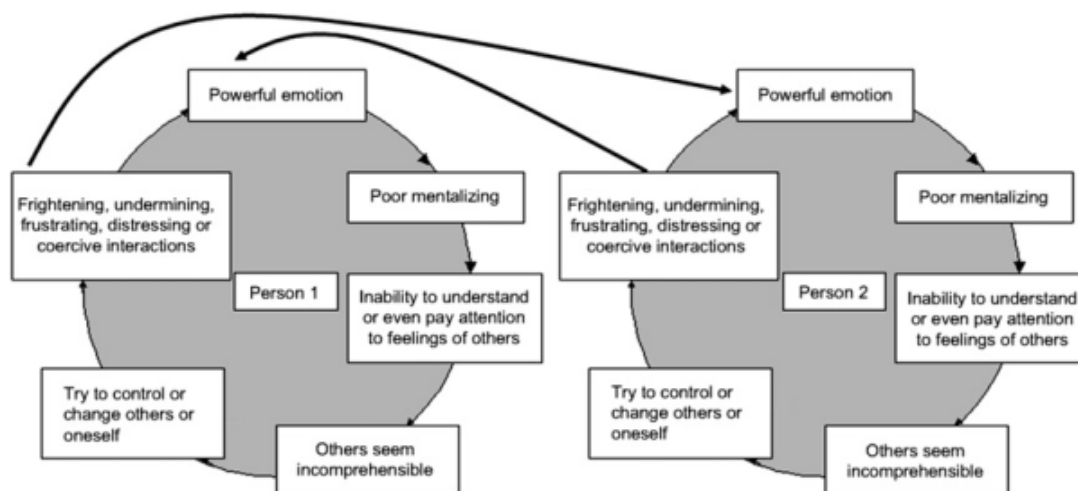 Powerful emotion
Poor mentalizing
Inability to understand
or even pay attention
to feelings of others
Others seem
incomprehensible
Try to control or
change others or
oneself
Frightening, undermining,
frustrating, distressing or
coercive interactions
Person 1
Powerful emotion
Poor mentalizing
Inability to understand
or even pay attention
to feelings of others
Others seem
incomprehensible
Try to control or
change others or
oneself
Frightening, undermining,
frustrating, distressing or
coercive interactions
Person 2